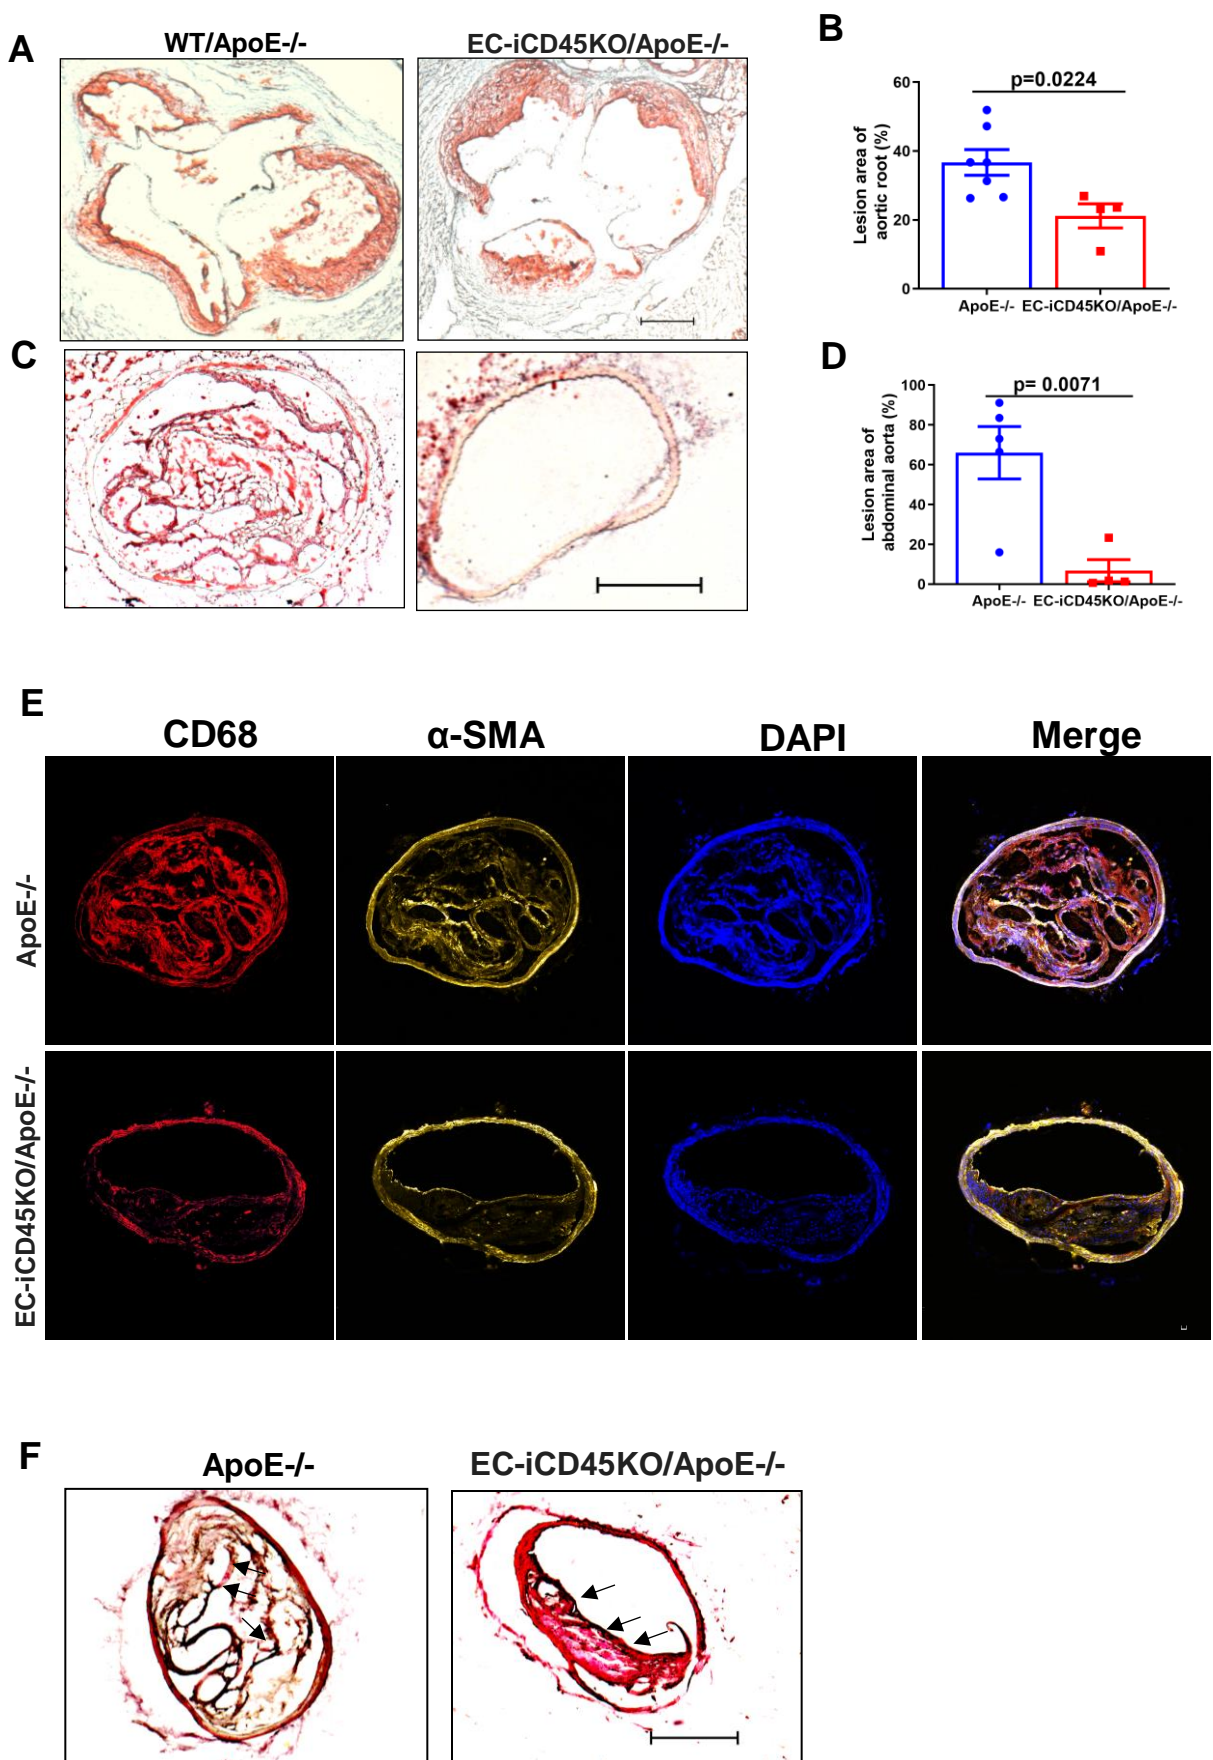 A
WT/ApoE-/-
EC-iCD45KO/ApoE-/-
B
p=0.0224
60
40
20
0
Lesion area of
aortic root (%)
ApoE-/-
EC-iCD45KO/ApoE-/-
C
D
p= 0.0071
100
80
60
40
20
0
Lesion area of
abdominal aorta (%)
ApoE-/-
EC-iCD45KO/ApoE-/-
E
CD68
α-SMA
DAPI
Merge
ApoE-/-
EC-iCD45KO/ApoE-/-
F
ApoE-/-
EC-iCD45KO/ApoE-/-